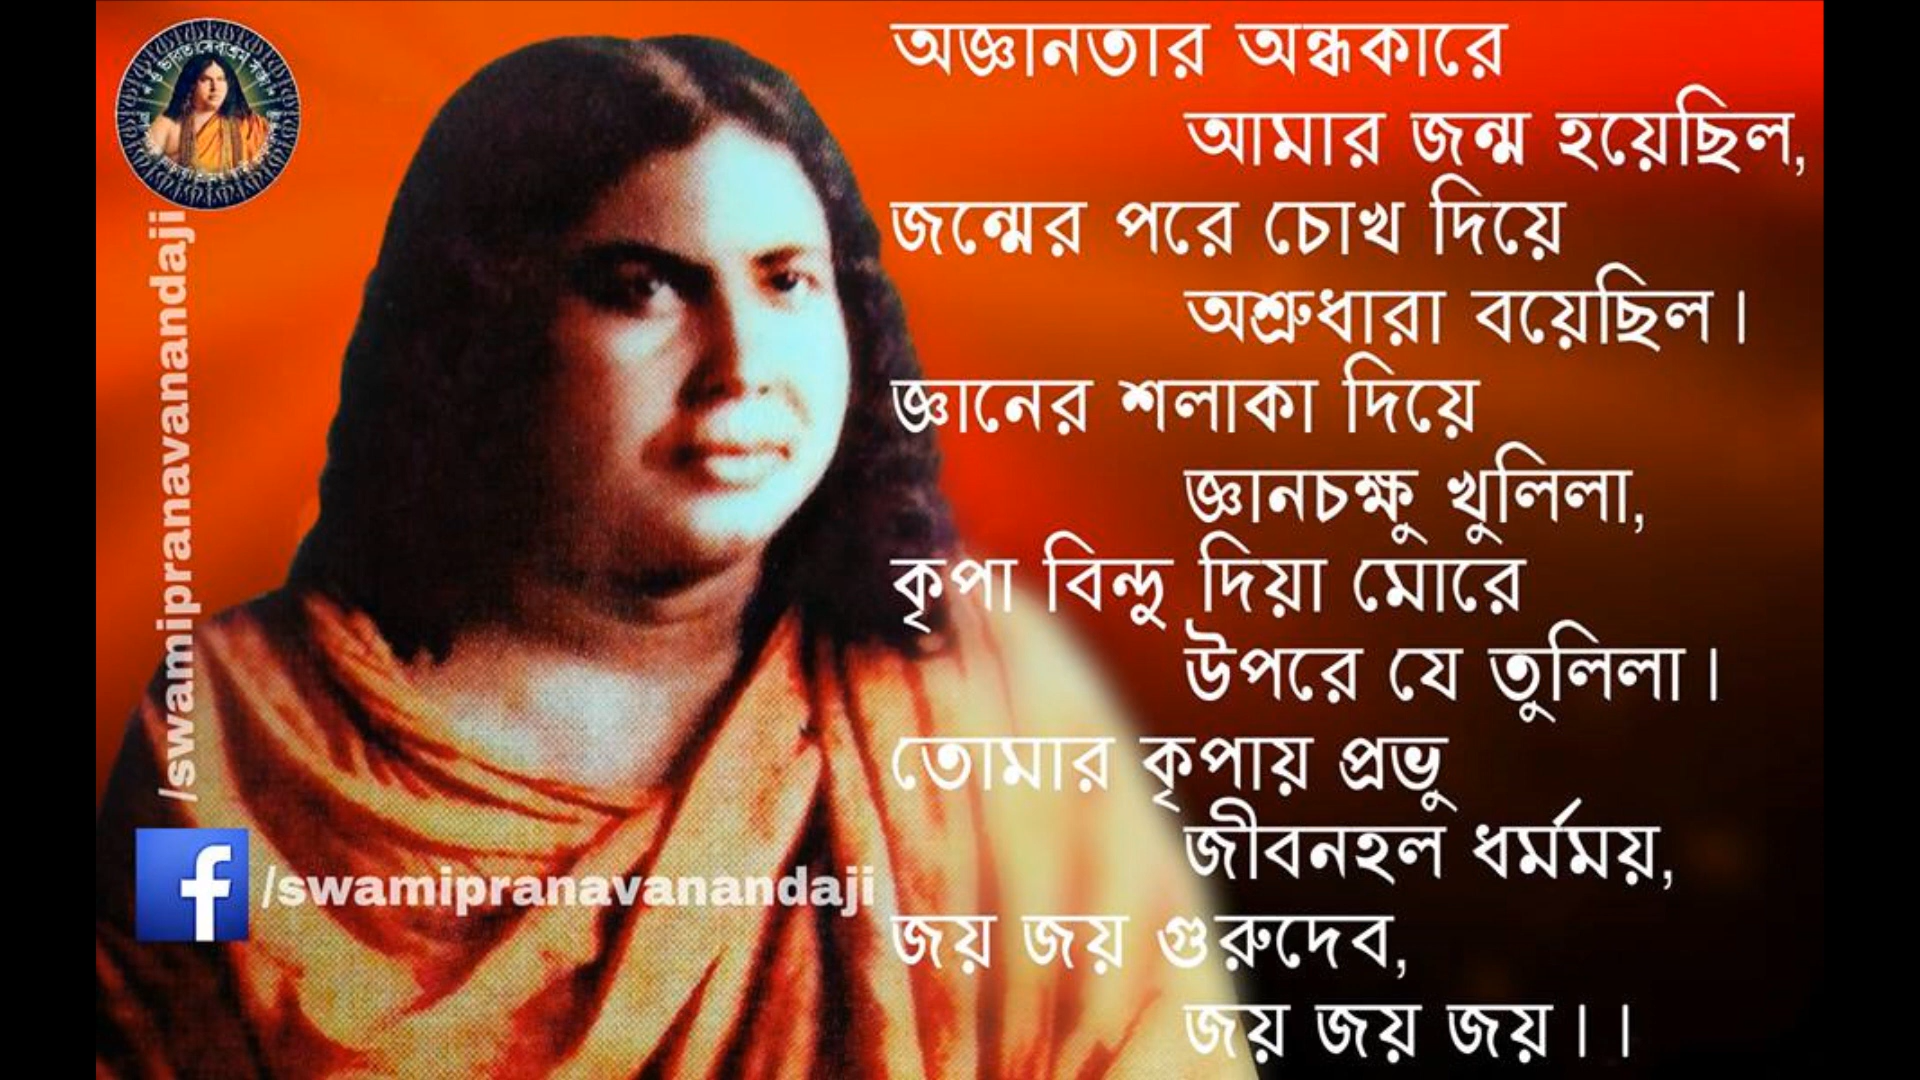 অজ্ঞানতার অন্ধকারে
আমার জন্ম হয়েছিল,
জন্মের পরে চোখ দিয়ে
অশ্রুধারা বয়েছিল।
জ্ঞানের শলাকা দিয়ে
জ্ঞানচক্ষু খুলিলা,
কৃপা বিন্দু দিয়া মোরে
উপরে যে তুলিলা।
তোমার কৃপায় প্রভু
জীবনহল ধর্মময়,
জয় জয় গুরুদেব,
জয় জয় জয়।।
/swamipranavanandaji
f /swamipranavanandaji